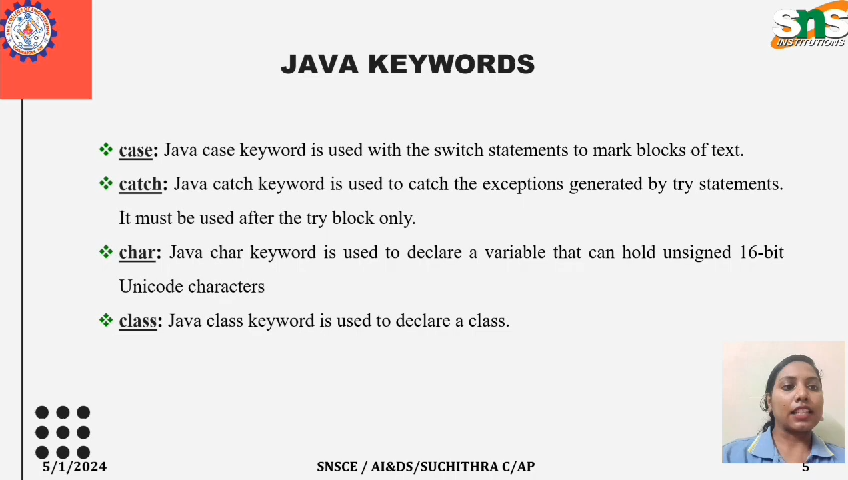 SNS
INSTITUTIONS
JAVA KEYWORDS
case: Java case keyword is used with the switch statements to mark blocks of text.
catch: Java catch keyword is used to catch the exceptions generated by try statements.
It must be used after the try block only.
char: Java char keyword is used to declare a variable that can hold unsigned 16-bit
Unicode characters
class: Java class keyword is used to declare a class.
5/1/2024
SNSCE / AI&DS/SUCHITHRA C/AP
5